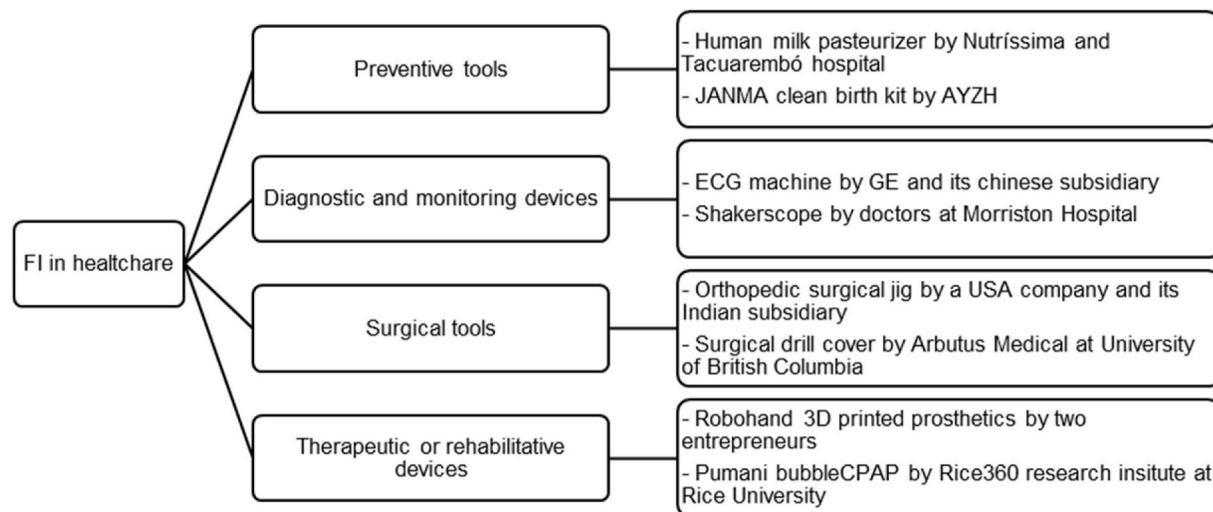 FI in healtchare
Preventive tools
- Human milk pasteurizer by Nutríssima and
Tacuarembó hospital
- JANMA clean birth kit by AYZH
Diagnostic and monitoring devices
- ECG machine by GE and its chinese subsidiary
- Shakerscope by doctors at Morriston Hospital
Surgical tools
- Orthopedic surgical jig by a USA company and its
Indian subsidiary
- Surgical drill cover by Arbutus Medical at University
of British Columbia
Therapeutic or rehabilitative
devices
- Robohand 3D printed prosthetics by two
entrepreneurs
- Pumani bubbleCPAP by Rice360 research insitute at
Rice University